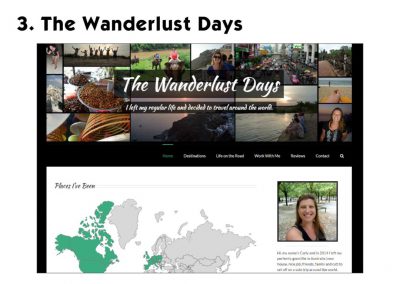 3. The Wanderlust Days
The Wanderlust Days
I left my regular life and decided to travel around the world.
Home Destinations Life on the Road Work With Me Reviews Contact
Places I've Been